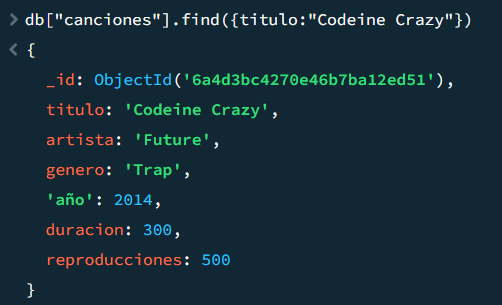 > db["canciones"].find({titulo:"Codeine Crazy"})
< {
_id: ObjectId('6a4d3bc4270e46b7ba12ed51'),
titulo: 'Codeine Crazy',
artista: 'Future',
genero: 'Trap',
'año': 2014,
duracion: 300,
reproducciones: 500
}